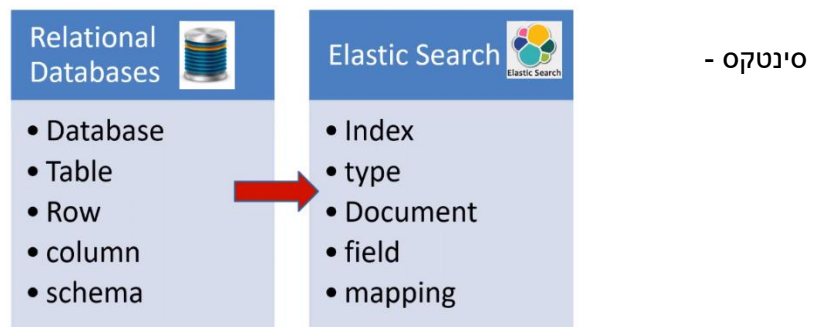 סינטקס -
Relational
Databases
• Database
• Table
• Row
• column
• schema
Elastic Search
Elastic Search
• Index
• type
• Document
• field
• mapping